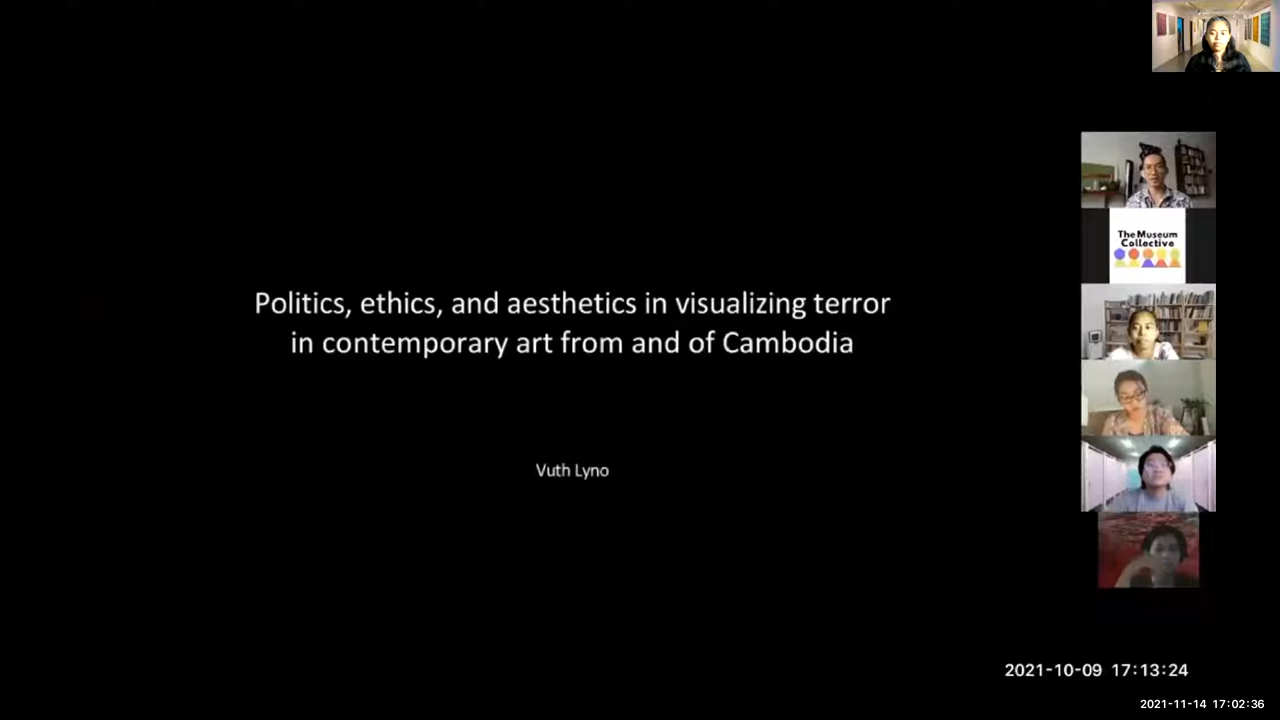 The Museum
Collective
Politics, ethics, and aesthetics in visualizing terror
in contemporary art from and of Cambodia
Vuth Lyno
2021-10-09 17:13:24
2021-11-14 17:02:36